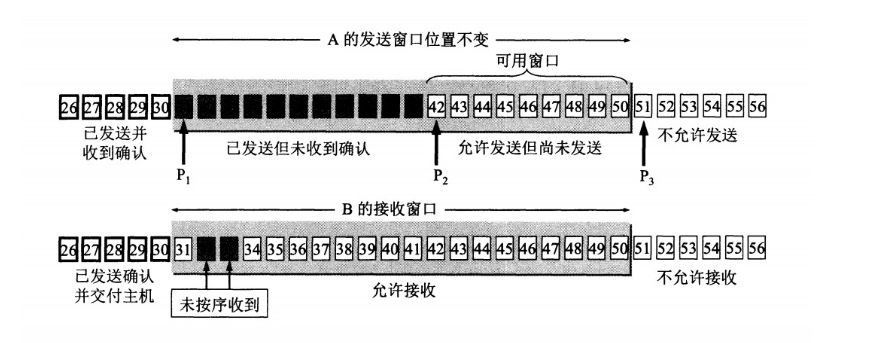 A 的发送窗口位置不变
可用窗口
26 27 28 29 30 42 43 44 45 46 47 48 49 50 51 52 53 54 55 56
已发送并
收到确认
已发送但未收到确认
允许发送但尚未发送
不允许发送
P₁ P₂ P₃
B 的接收窗口
26 27 28 29 30 31 34 35 36 37 38 39 40 41 42 43 44 45 46 47 48 49 50 51 52 53 54 55 56
已发送确认
并交付主机
未按序收到
允许接收
不允许接收